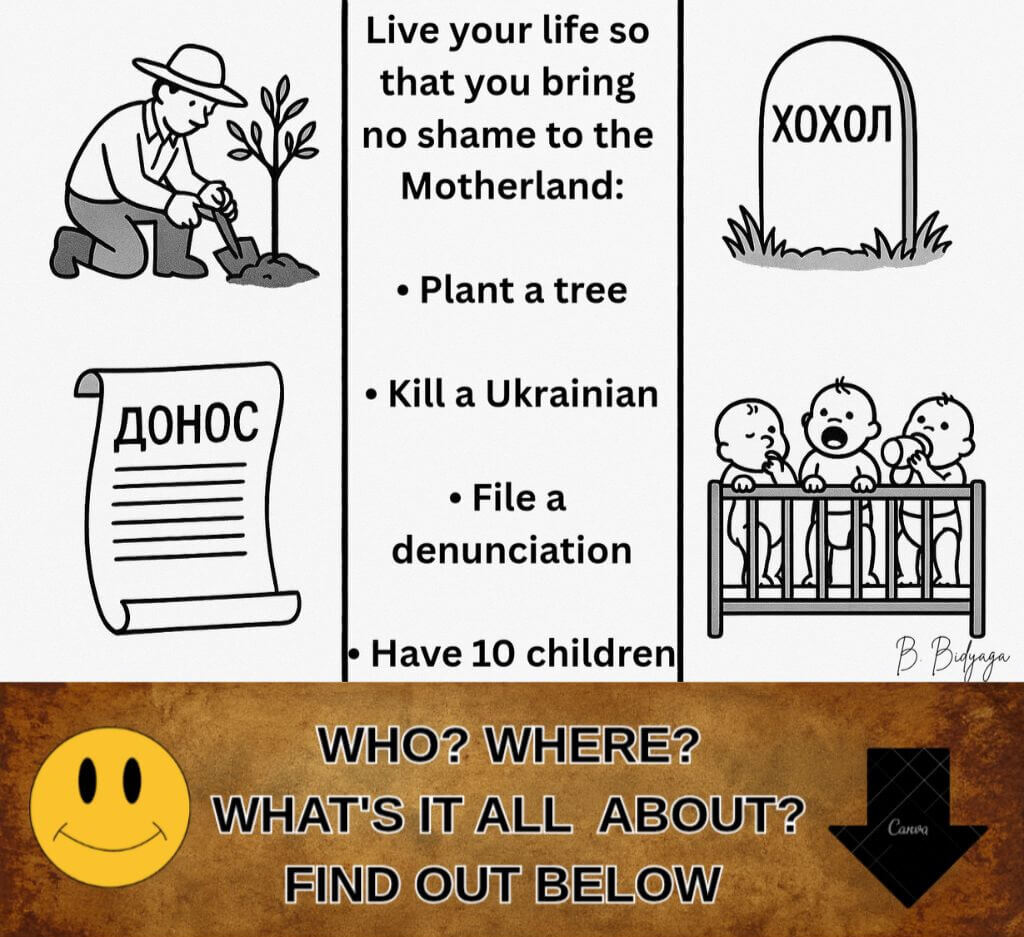 Live your life so
that you bring
no shame to the
Motherland:
• Plant a tree
• Kill a Ukrainian
• File a
denunciation
• Have 10 children
ХОХОЛ
ДОНОС
B. Bidyaga
WHO? WHERE?
WHAT'S IT ALL ABOUT?
FIND OUT BELOW
Canva